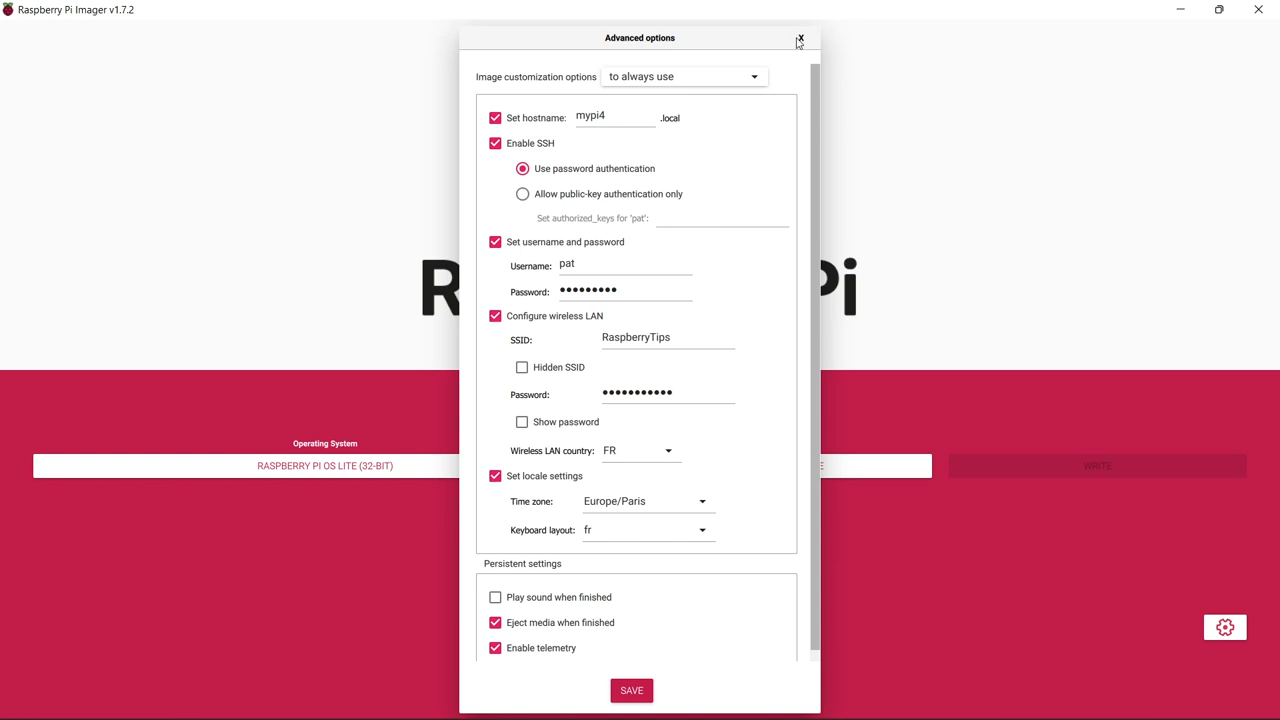 Raspberry Pi Imager v1.7.2
Advanced options
X
Image customization options to always use
Set hostname: mypi4 .local
Enable SSH
Use password authentication
Allow public-key authentication only
Set authorized_keys for 'pat':
Set username and password
Username: pat
Password: •••••••••
Configure wireless LAN
SSID: RaspberryTips
Hidden SSID
Password: •••••••••••
Show password
Wireless LAN country: FR
Set locale settings
Time zone: Europe/Paris
Keyboard layout: fr
Persistent settings
Play sound when finished
Eject media when finished
Enable telemetry
SAVE
R Pi
Operating System
RASPBERRY PI OS LITE (32-BIT)
E
WRITE